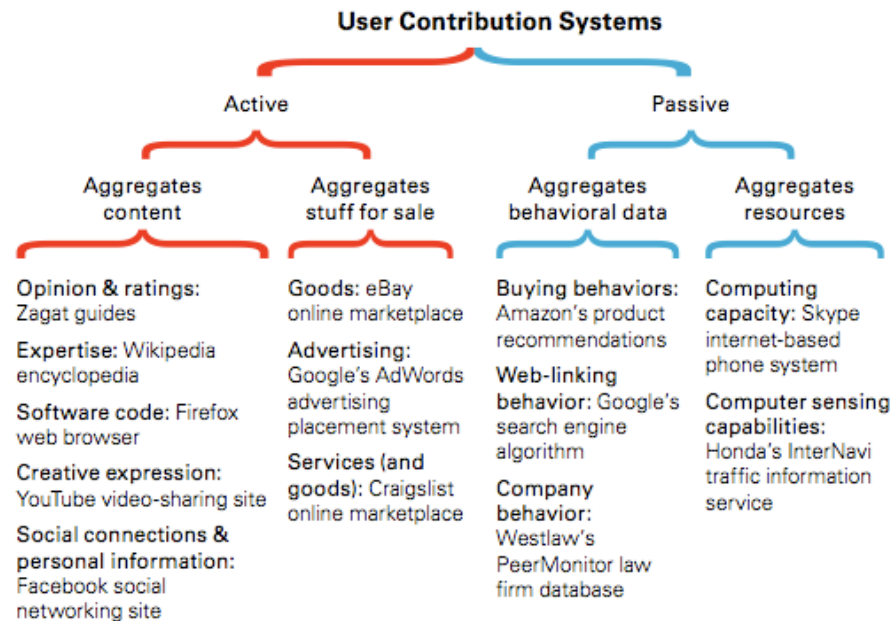 User Contribution Systems
Active
Passive
Aggregates
content
Aggregates
stuff for sale
Aggregates
behavioral data
Aggregates
resources
Opinion & ratings:
Zagat guides
Expertise: Wikipedia
encyclopedia
Software code: Firefox
web browser
Creative expression:
YouTube video-sharing site
Social connections &
personal information:
Facebook social
networking site
Goods: eBay
online marketplace
Advertising:
Google's AdWords
advertising
placement system
Services (and
goods): Craigslist
online marketplace
Buying behaviors:
Amazon's product
recommendations
Web-linking
behavior: Google's
search engine
algorithm
Company
behavior:
Westlaw's
PeerMonitor law
firm database
Computing
capacity: Skype
internet-based
phone system
Computer sensing
capabilities:
Honda's InterNavi
traffic information
service